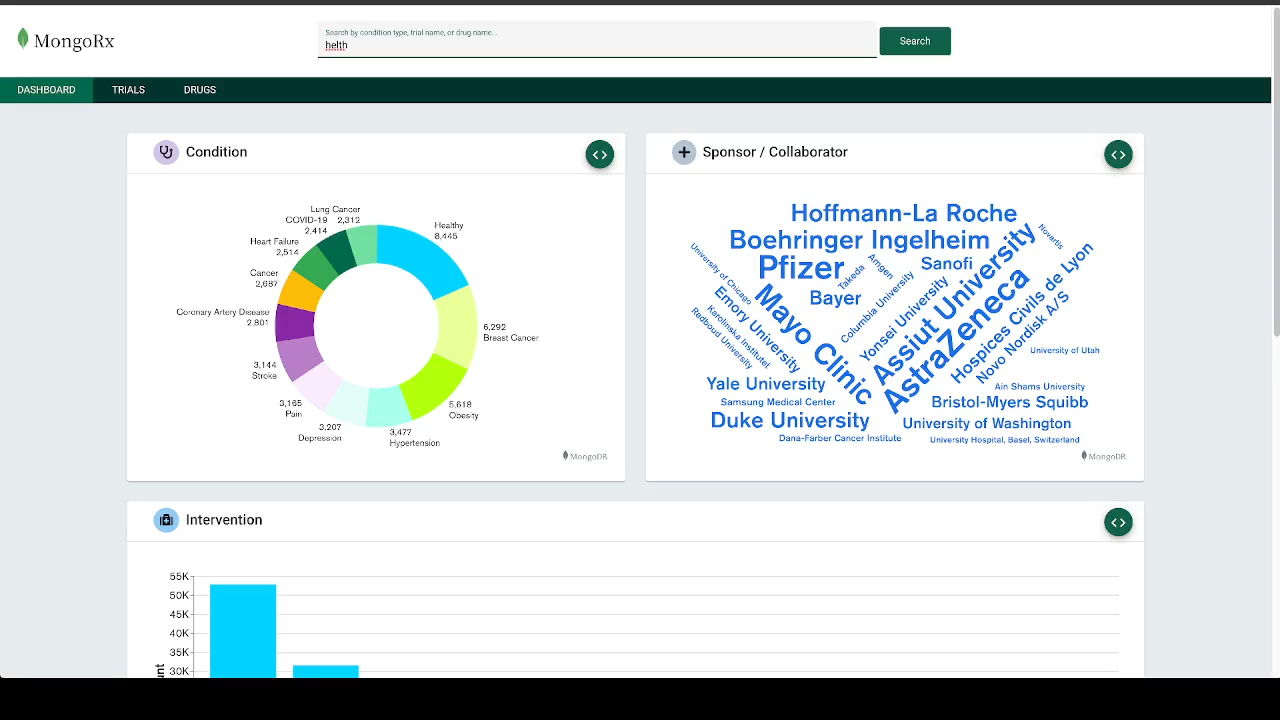 MongoRx
Search by condition type, trial name, or drug name...
helth
Search
DASHBOARD
TRIALS
DRUGS
Condition
Lung Cancer
2,312
COVID-19
2,414
Heart Failure
2,514
Cancer
2,687
Coronary Artery Disease
2,801
3,144
Stroke
3,165
Pain
3,207
Depression
3,477
Hypertension
5,618
Obesity
6,292
Breast Cancer
Healthy
8,445
MongoDB
Sponsor / Collaborator
Hoffmann-La Roche
Boehringer Ingelheim
Pfizer
Novartis
University of Chicago
Takeda
Amgen
Sanofi
Bayer
Columbia University
Emory University
Karolinska Institutet
Radboud University
Mayo Clinic
Yonsei University
Assiut University
AstraZeneca
Hospices Civils de Lyon
Novo Nordisk A/S
University of Utah
Yale University
Ain Shams University
Samsung Medical Center
Bristol-Myers Squibb
Duke University
University of Washington
Dana-Farber Cancer Institute
University Hospital, Basel, Switzerland
MongoDB
Intervention
55K
50K
45K
40K
35K
30K